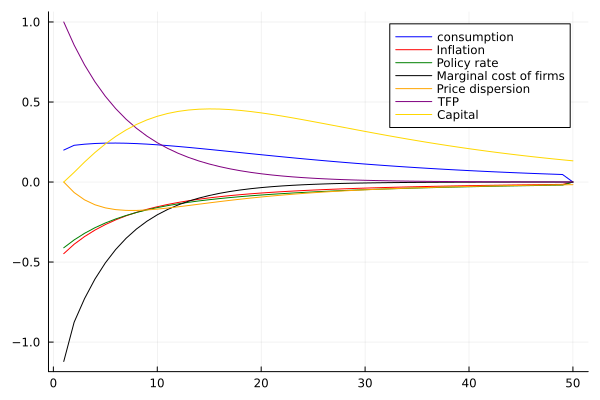 1.0
0.5
0.0
−0.5
−1.0
0
10
20
30
40
50
consumption
Inflation
Policy rate
Marginal cost of firms
Price dispersion
TFP
Capital